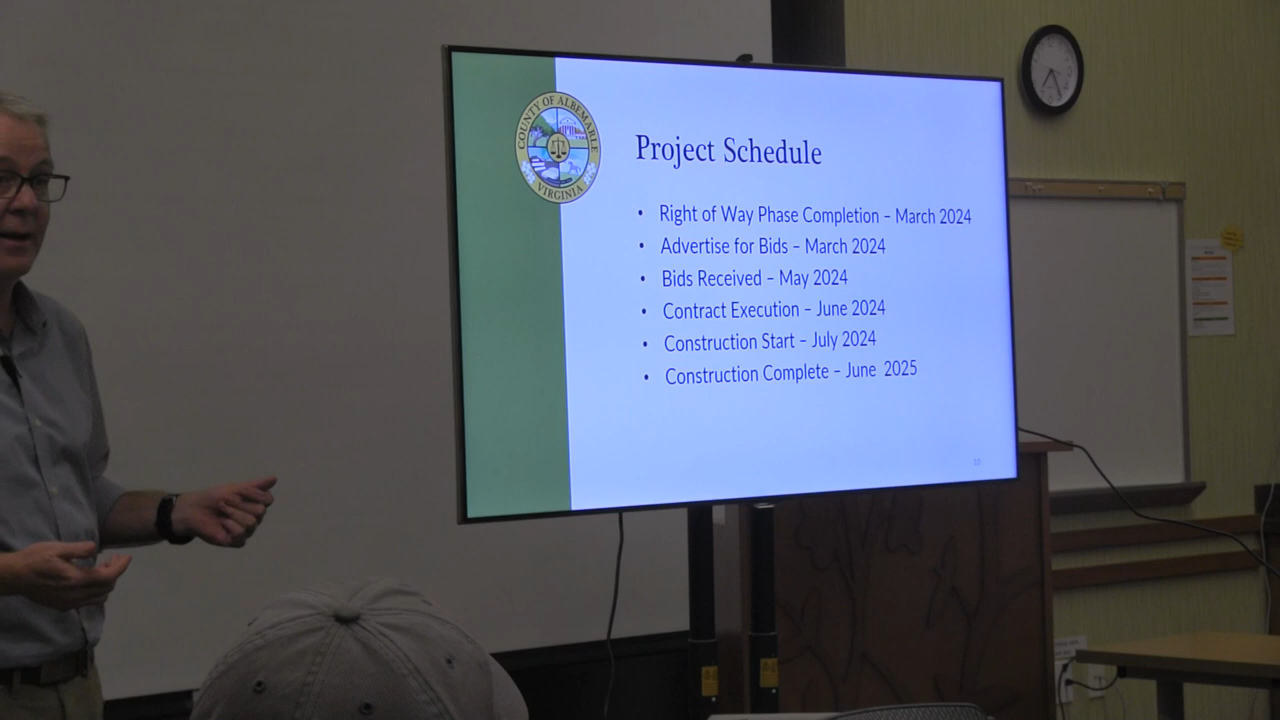 COUNTY OF ALBEMARLE
VIRGINIA
Project Schedule
• Right of Way Phase Completion – March 2024
• Advertise for Bids – March 2024
• Bids Received – May 2024
• Contract Execution – June 2024
• Construction Start – July 2024
• Construction Complete – June 2025
10